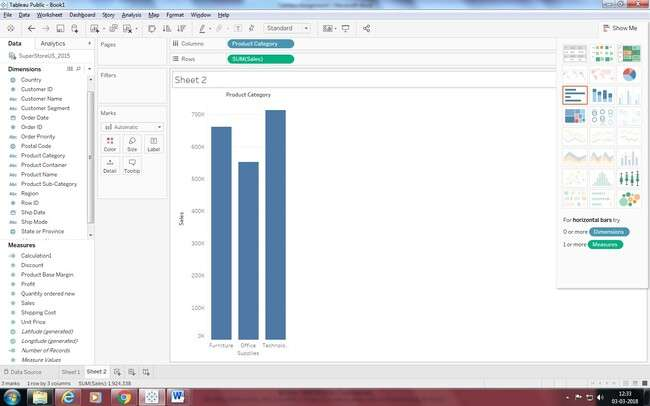 Tableau Public - Book1
File Data Worksheet Dashboard Story Analysis Map Format Window Help
Standard
Show Me
Data Analytics
SuperStoreUS_2015
Dimensions
Country
Customer ID
Customer Name
Customer Segment
Order Date
Order ID
Order Priority
Postal Code
Product Category
Product Container
Product Name
Product Sub-Category
Region
Row ID
Ship Date
Ship Mode
State or Province
Measures
Calculation1
Discount
Product Base Margin
Profit
Quantity ordered new
Sales
Shipping Cost
Unit Price
Latitude (generated)
Longitude (generated)
Number of Records
Measure Values
Pages
Filters
Marks
Automatic
Color Size Label
Detail Tooltip
Columns Product Category
Rows SUM(Sales)
Sheet 2
Product Category
700K
600K
500K
400K
300K
200K
100K
0K
Sales
Furniture Office Technolo..
Supplies
For horizontal bars try
0 or more Dimensions
1 or more Measures
Data Source Sheet 1 Sheet 2
3 marks 1 row by 3 columns SUM(Sales): 1,924,338
12:33
03-03-2018